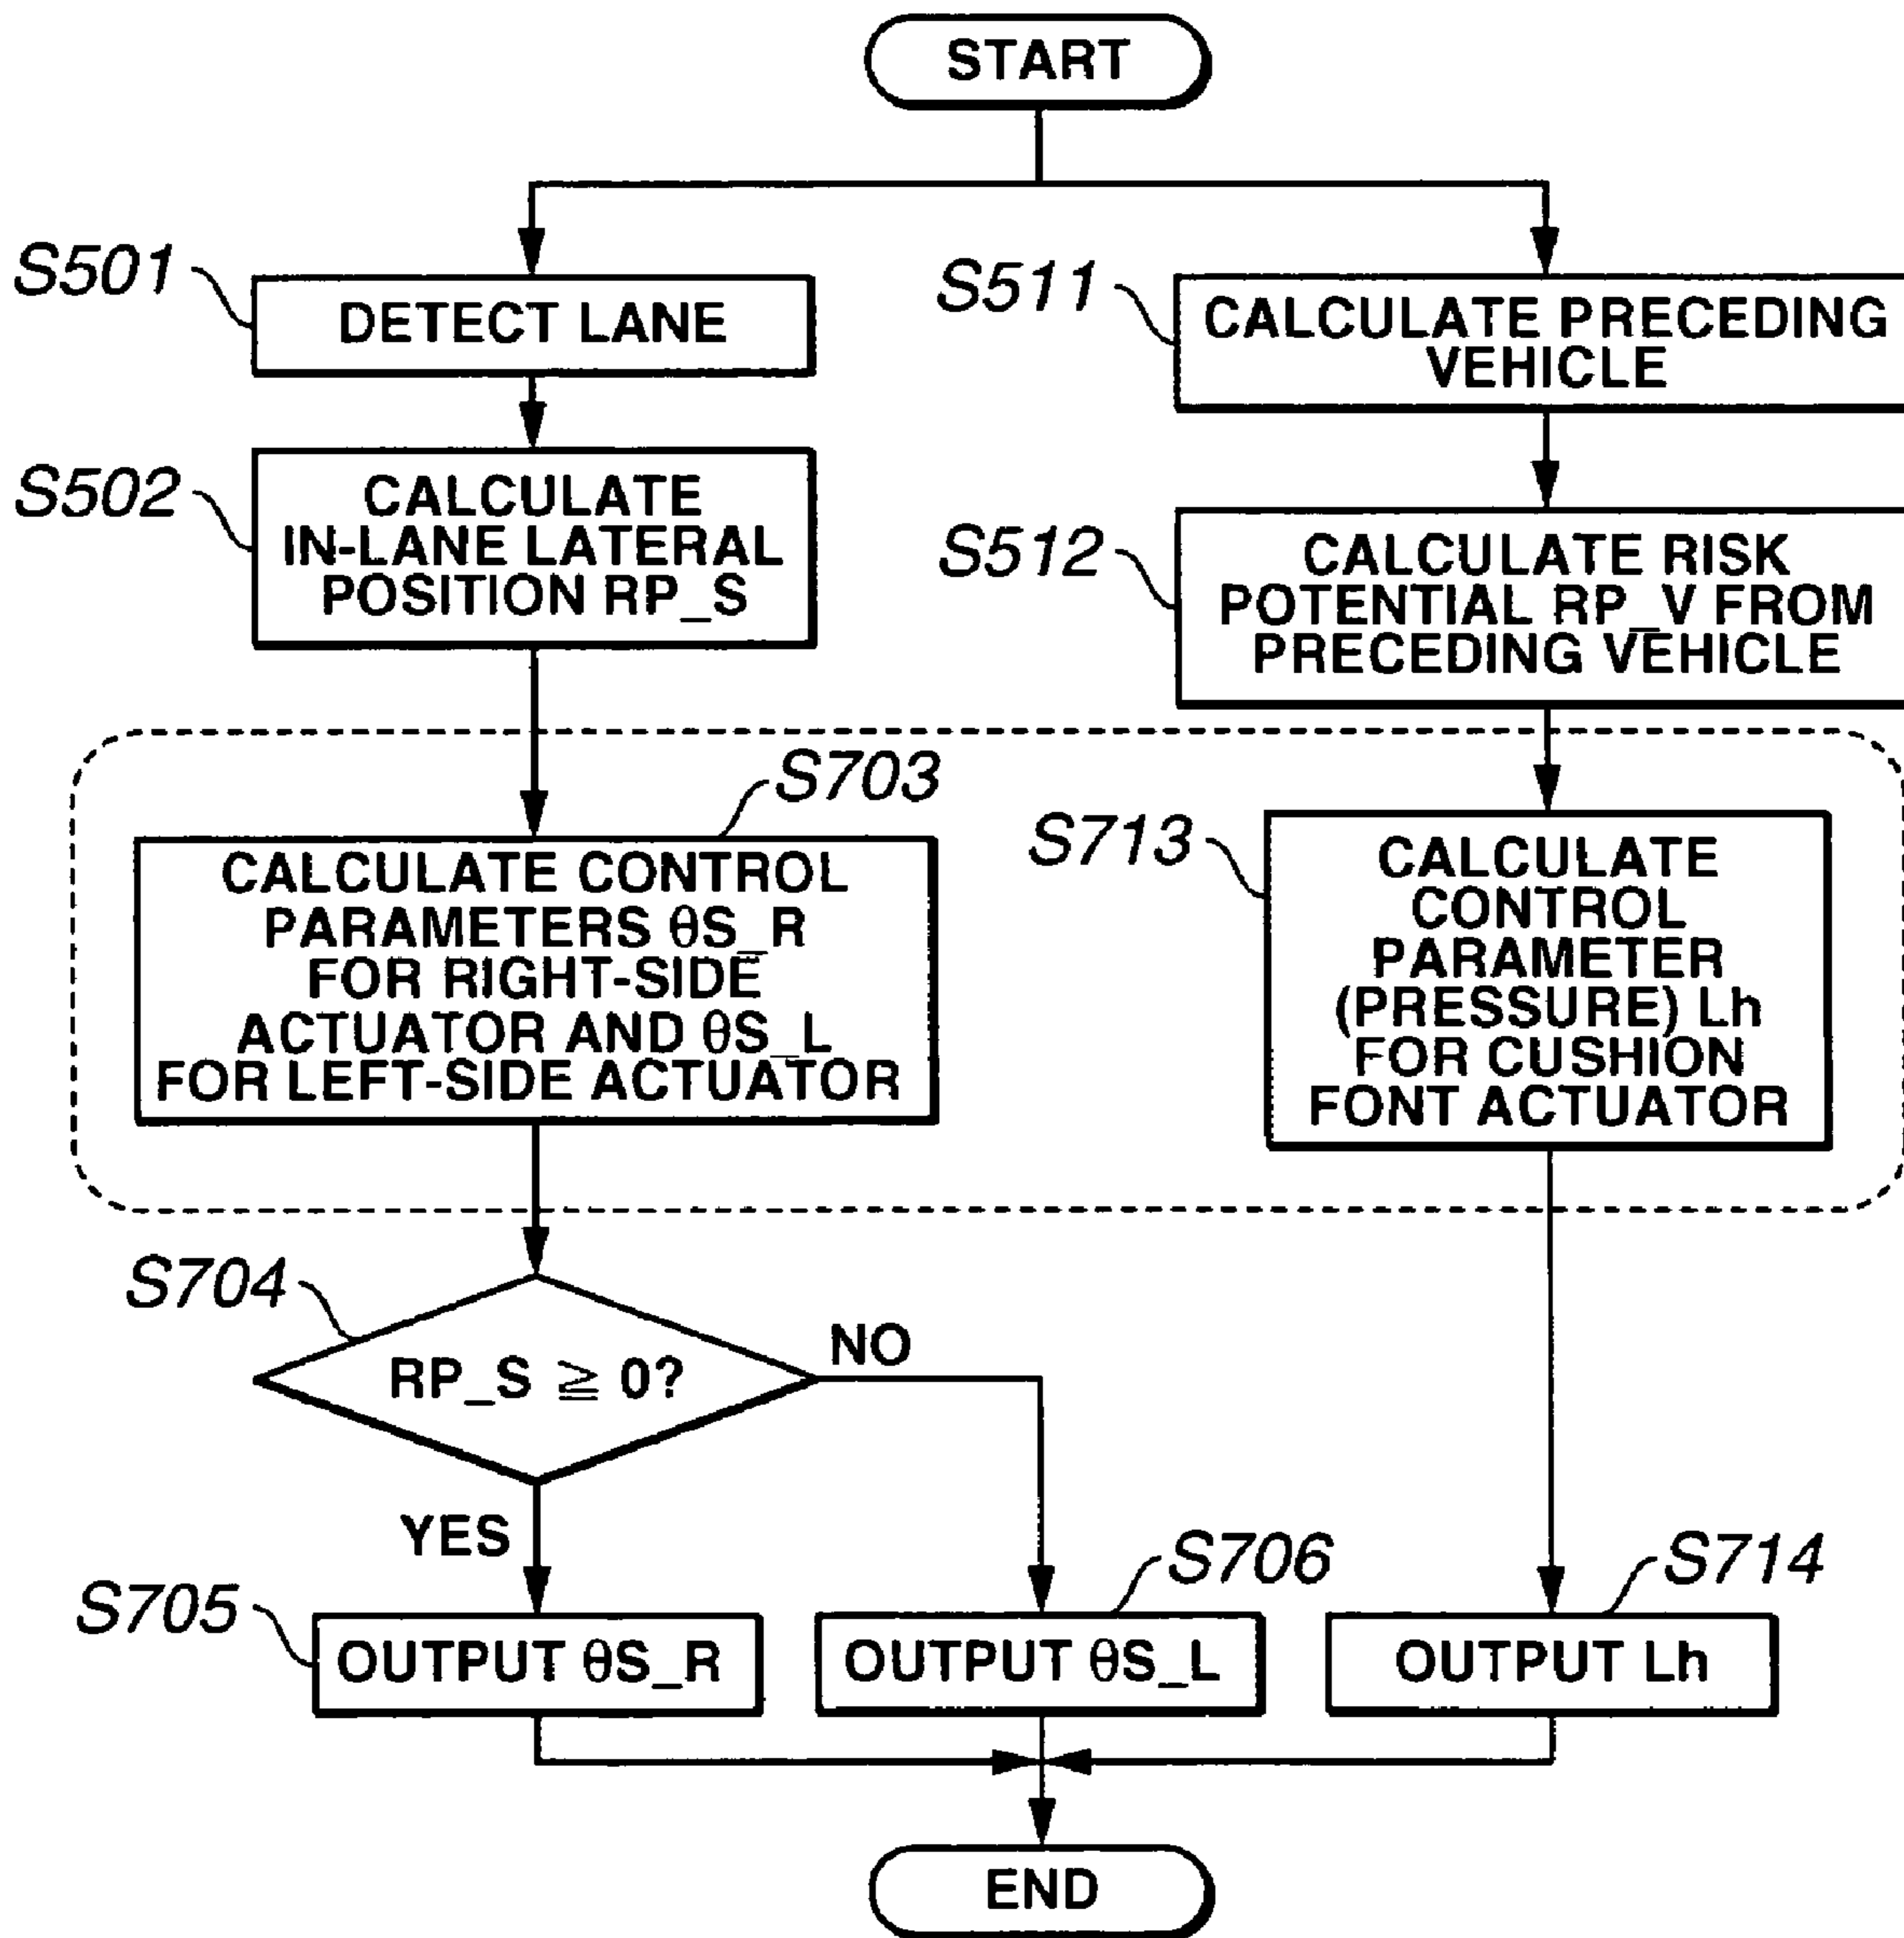 START
S501
DETECT LANE
S511
CALCULATE PRECEDING
VEHICLE
S502
CALCULATE
IN-LANE LATERAL
POSITION RP_S
S512
CALCULATE RISK
POTENTIAL RP_V FROM
PRECEDING VEHICLE
S703
CALCULATE CONTROL
PARAMETERS θS_R
FOR RIGHT-SIDE
ACTUATOR AND θS_L
FOR LEFT-SIDE ACTUATOR
S713
CALCULATE
CONTROL
PARAMETER
(PRESSURE) Lh
FOR CUSHION
FONT ACTUATOR
S704
RP_S ≧ 0?
NO
YES
S705
OUTPUT θS_R
S706
OUTPUT θS_L
S714
OUTPUT Lh
END